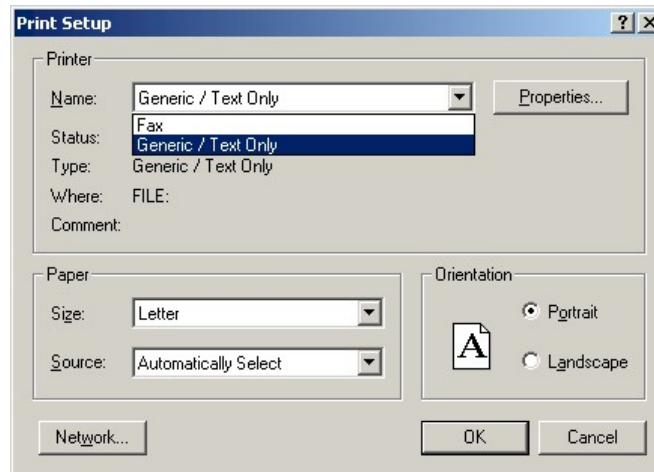 Print Setup
Printer
Name: Generic / Text Only Properties...
Fax
Status: Generic / Text Only
Type: Generic / Text Only
Where: FILE:
Comment:
Paper Orientation
Size: Letter Portrait
A
Source: Automatically Select Landscape
Network... OK Cancel